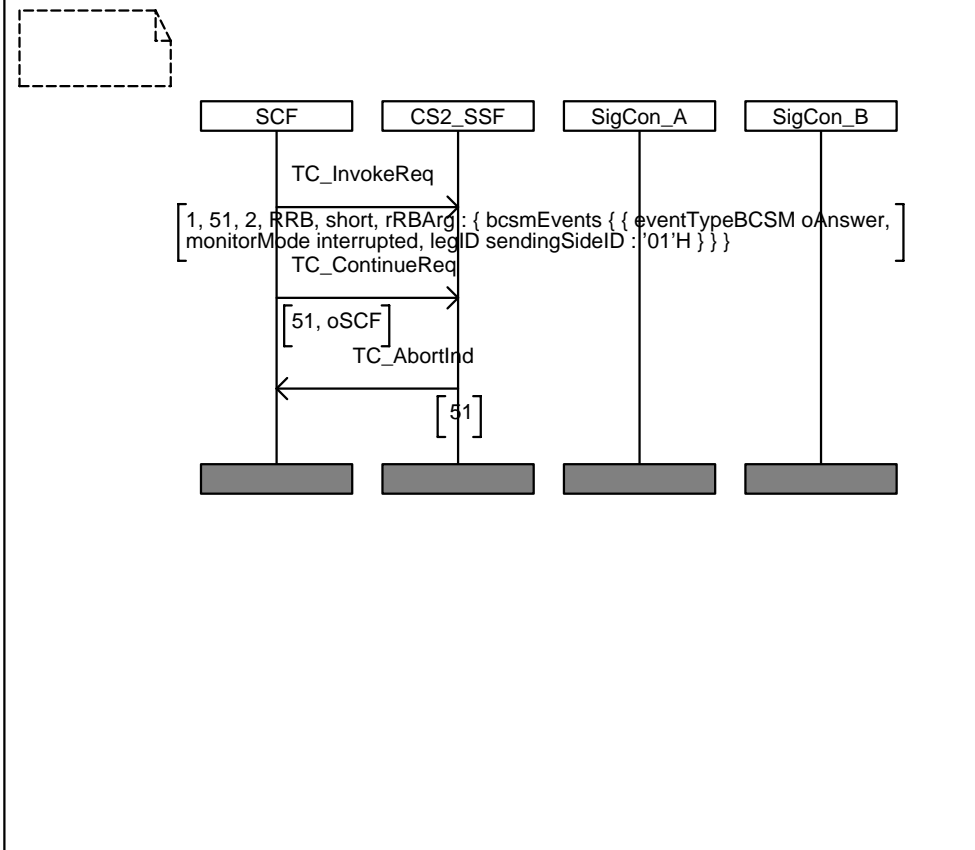 SCF
CS2_SSF
SigCon_A
SigCon_B
TC_InvokeReq
1, 51, 2, RRB, short, rRBArg : { bcsmEvents { { eventTypeBCSM oAnswer,
monitorMode interrupted, legID sendingSideID : '01'H } } }
TC_ContinueReq
51, oSCF
TC_AbortInd
51